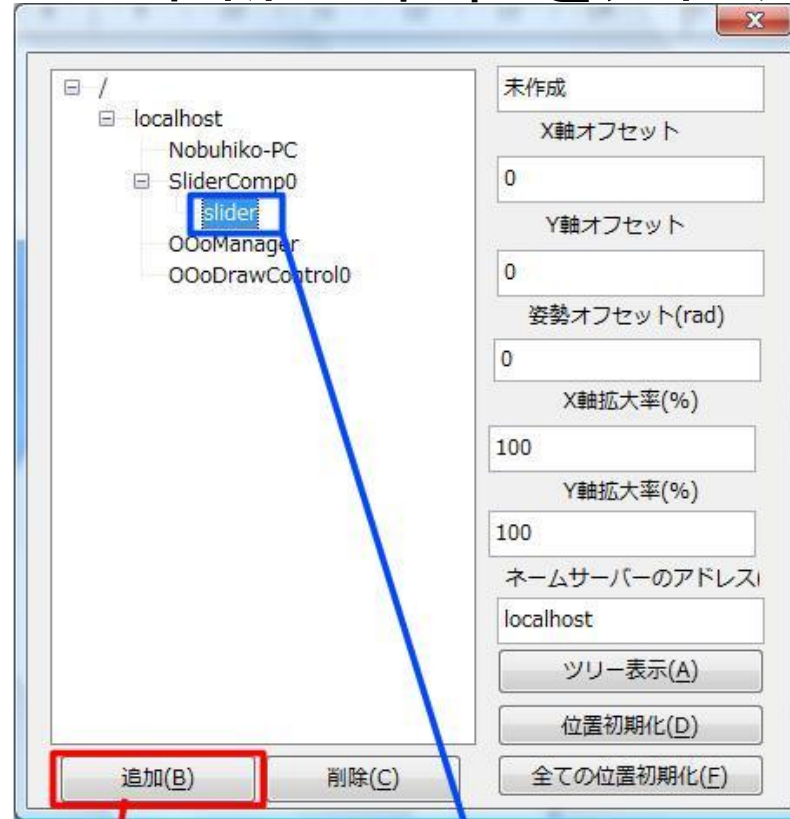 /
localhost
Nobuhiko-PC
SliderComp0
slider
OOoManager
OOoDrawControl0
未作成
X軸オフセット
0
Y軸オフセット
0
姿勢オフセット(rad)
0
X軸拡大率(%)
100
Y軸拡大率(%)
100
ネームサーバーのアドレス(
localhost
ツリー表示(A)
位置初期化(D)
追加(B)
削除(C)
全ての位置初期化(F)